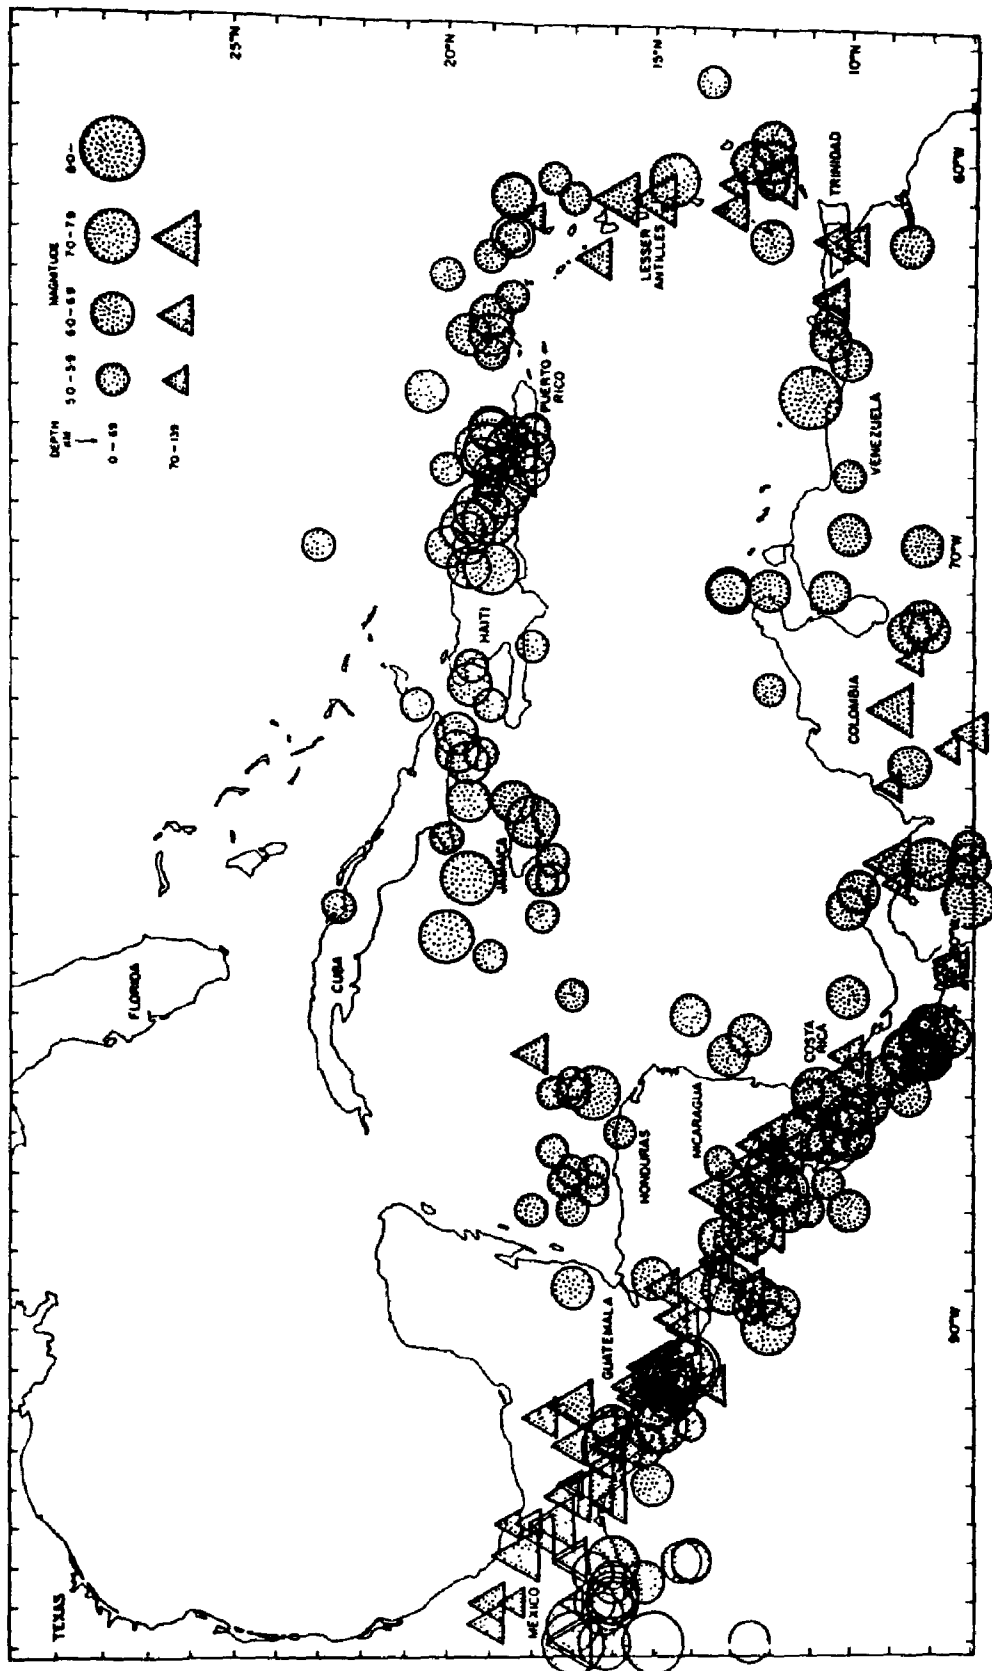 MAGNITUDE
DEPTH KM 5.0-5.9 6.0-6.9 7.0-7.9 8.0-
0-69
70-139
TEXAS
FLORIDA
25°N
CUBA
20°N
JAMAICA
HAITI
PUERTO
RICO
LESSER
ANTILLES
15°N
MEXICO
GUATEMALA
HONDURAS
NICARAGUA
COSTA
RICA
COLOMBIA
VENEZUELA
TRINIDAD
10°N
90°W
80°W
70°W
60°W